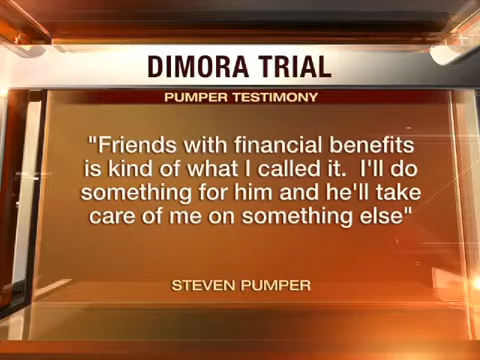 DIMORA TRIAL
PUMPER TESTIMONY
"Friends with financial benefits
is kind of what I called it.  I'll do
something for him and he'll take
care of me on something else"
STEVEN PUMPER